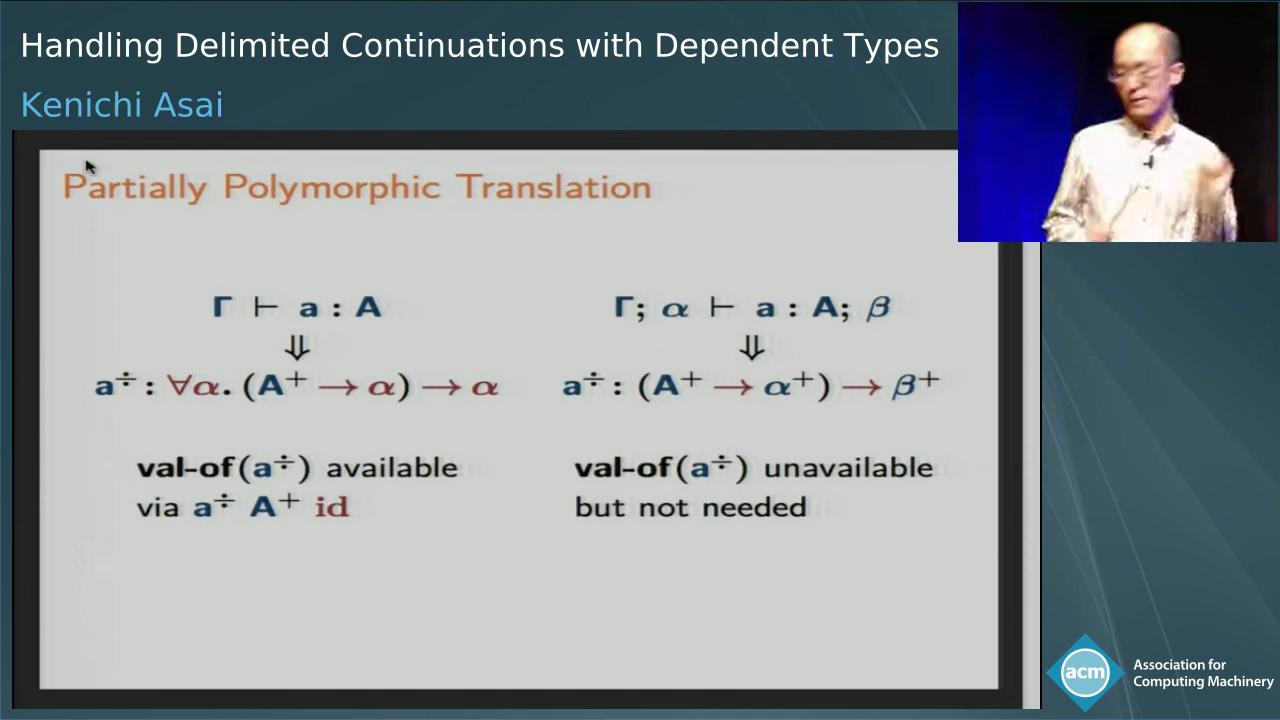 Handling Delimited Continuations with Dependent Types
Kenichi Asai
Partially Polymorphic Translation
Γ ⊢ a : A
Γ; α ⊢ a : A; β
⇓
⇓
a÷ : ∀α. (A⁺ → α) → α
a÷ : (A⁺ → α⁺) → β⁺
val-of(a÷) available
via a÷ A⁺ id
val-of(a÷) unavailable
but not needed
acm
Association for
Computing Machinery